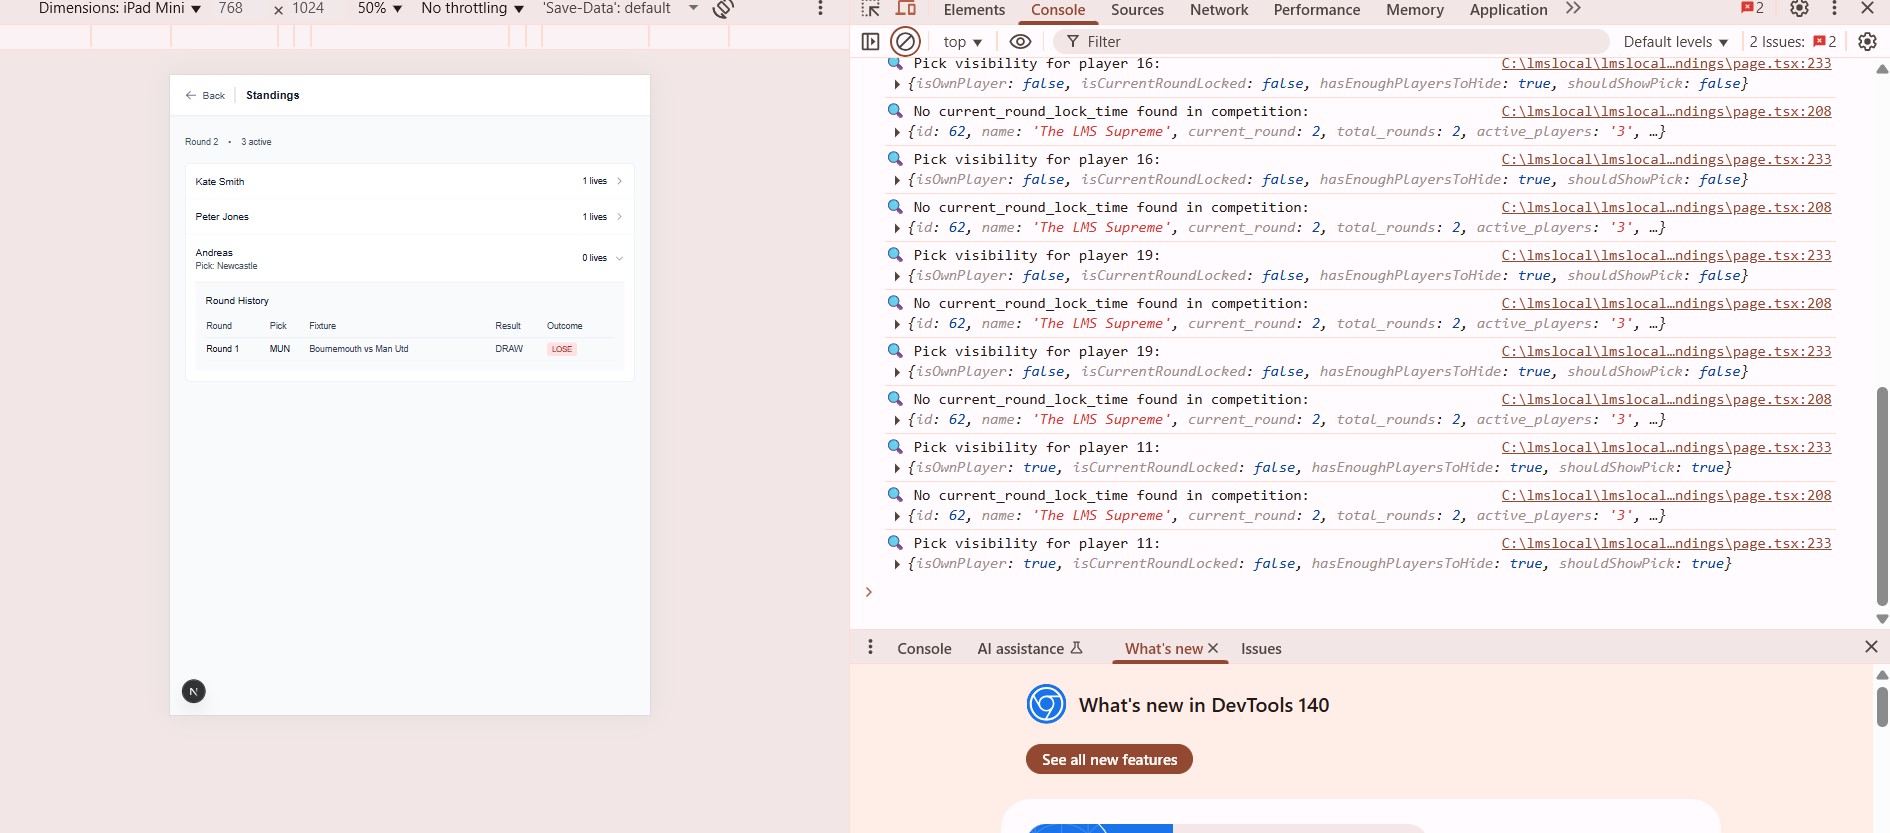 Dimensions: iPad Mini ▼ 768 × 1024 50% ▼ No throttling ▼ 'Save-Data': default
← Back Standings
Round 2 • 3 active
Kate Smith 1 lives
Peter Jones 1 lives
Andreas 0 lives
Pick: Newcastle
Round History
Round Pick Fixture Result Outcome
Round 1 MUN Bournemouth vs Man Utd DRAW LOSE
N
Elements Console Sources Network Performance Memory Application 2
top ▼ Filter Default levels ▼ 2 Issues: 2
Pick visibility for player 16: C:\lmslocal\lmslocal…ndings\page.tsx:233
{isOwnPlayer: false, isCurrentRoundLocked: false, hasEnoughPlayersToHide: true, shouldShowPick: false}
No current_round_lock_time found in competition: C:\lmslocal\lmslocal…ndings\page.tsx:208
{id: 62, name: 'The LMS Supreme', current_round: 2, total_rounds: 2, active_players: '3', …}
Pick visibility for player 16: C:\lmslocal\lmslocal…ndings\page.tsx:233
{isOwnPlayer: false, isCurrentRoundLocked: false, hasEnoughPlayersToHide: true, shouldShowPick: false}
No current_round_lock_time found in competition: C:\lmslocal\lmslocal…ndings\page.tsx:208
{id: 62, name: 'The LMS Supreme', current_round: 2, total_rounds: 2, active_players: '3', …}
Pick visibility for player 19: C:\lmslocal\lmslocal…ndings\page.tsx:233
{isOwnPlayer: false, isCurrentRoundLocked: false, hasEnoughPlayersToHide: true, shouldShowPick: false}
No current_round_lock_time found in competition: C:\lmslocal\lmslocal…ndings\page.tsx:208
{id: 62, name: 'The LMS Supreme', current_round: 2, total_rounds: 2, active_players: '3', …}
Pick visibility for player 19: C:\lmslocal\lmslocal…ndings\page.tsx:233
{isOwnPlayer: false, isCurrentRoundLocked: false, hasEnoughPlayersToHide: true, shouldShowPick: false}
No current_round_lock_time found in competition: C:\lmslocal\lmslocal…ndings\page.tsx:208
{id: 62, name: 'The LMS Supreme', current_round: 2, total_rounds: 2, active_players: '3', …}
Pick visibility for player 11: C:\lmslocal\lmslocal…ndings\page.tsx:233
{isOwnPlayer: true, isCurrentRoundLocked: false, hasEnoughPlayersToHide: true, shouldShowPick: true}
No current_round_lock_time found in competition: C:\lmslocal\lmslocal…ndings\page.tsx:208
{id: 62, name: 'The LMS Supreme', current_round: 2, total_rounds: 2, active_players: '3', …}
Pick visibility for player 11: C:\lmslocal\lmslocal…ndings\page.tsx:233
{isOwnPlayer: true, isCurrentRoundLocked: false, hasEnoughPlayersToHide: true, shouldShowPick: true}
Console AI assistance What's new Issues
What's new in DevTools 140
See all new features